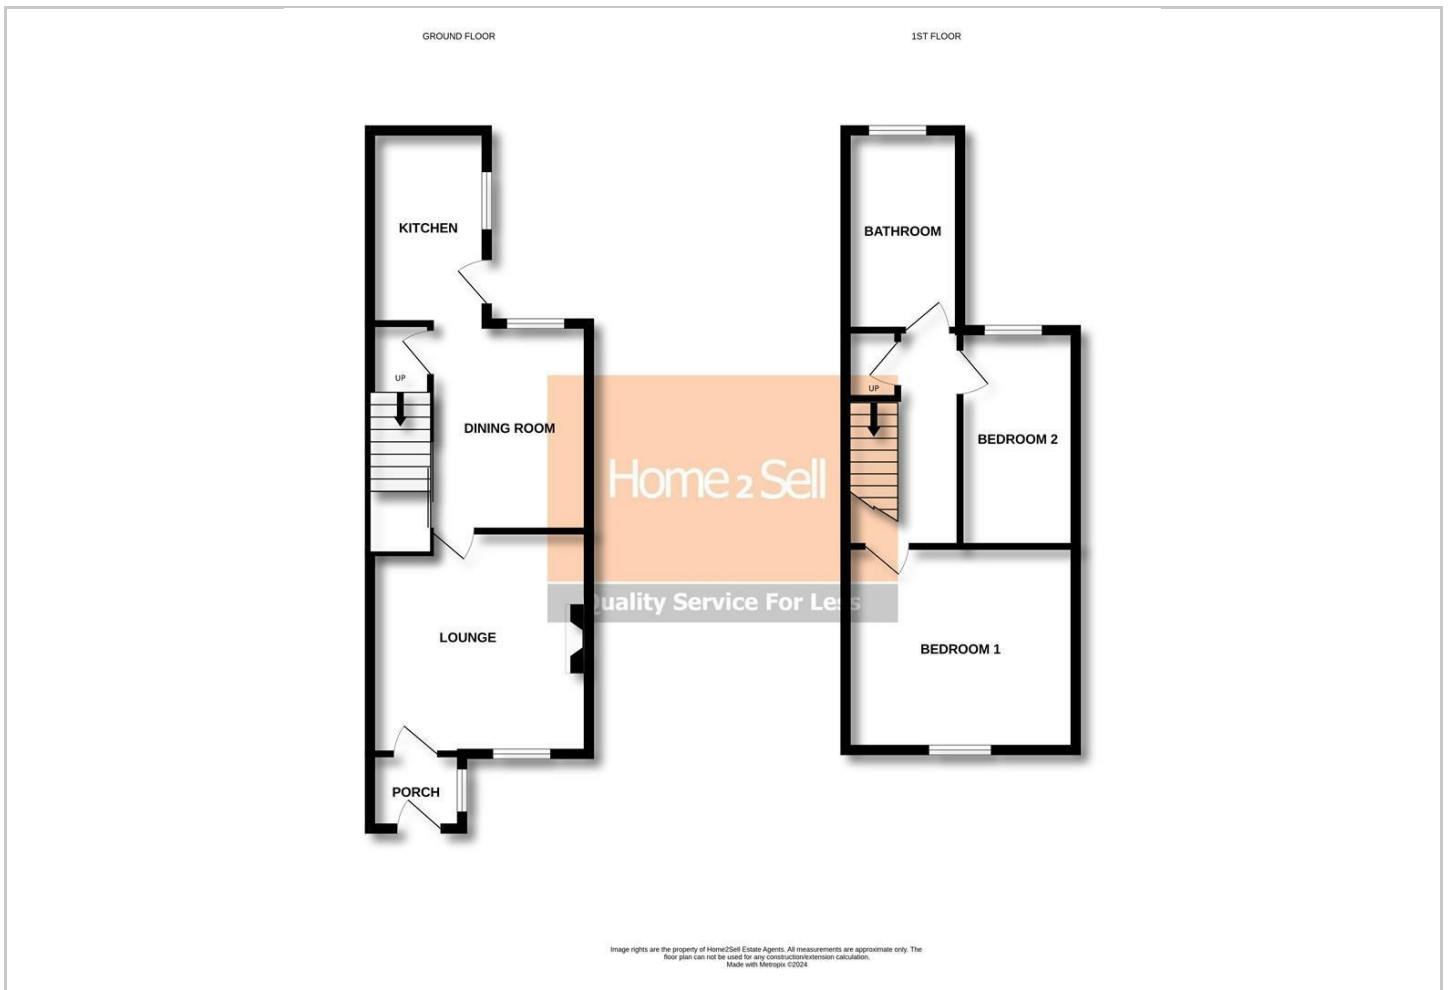 GROUND FLOOR
1ST FLOOR
KITCHEN
UP
DINING ROOM
LOUNGE
PORCH
BATHROOM
UP
BEDROOM 2
BEDROOM 1
Home 2 Sell
Quality Service For Less
Image rights are the property of Home2Sell Estate Agents. All measurements are approximate only. The
floor plan can not be used for any construction/extension calculation.
Made with Metropix ©2024